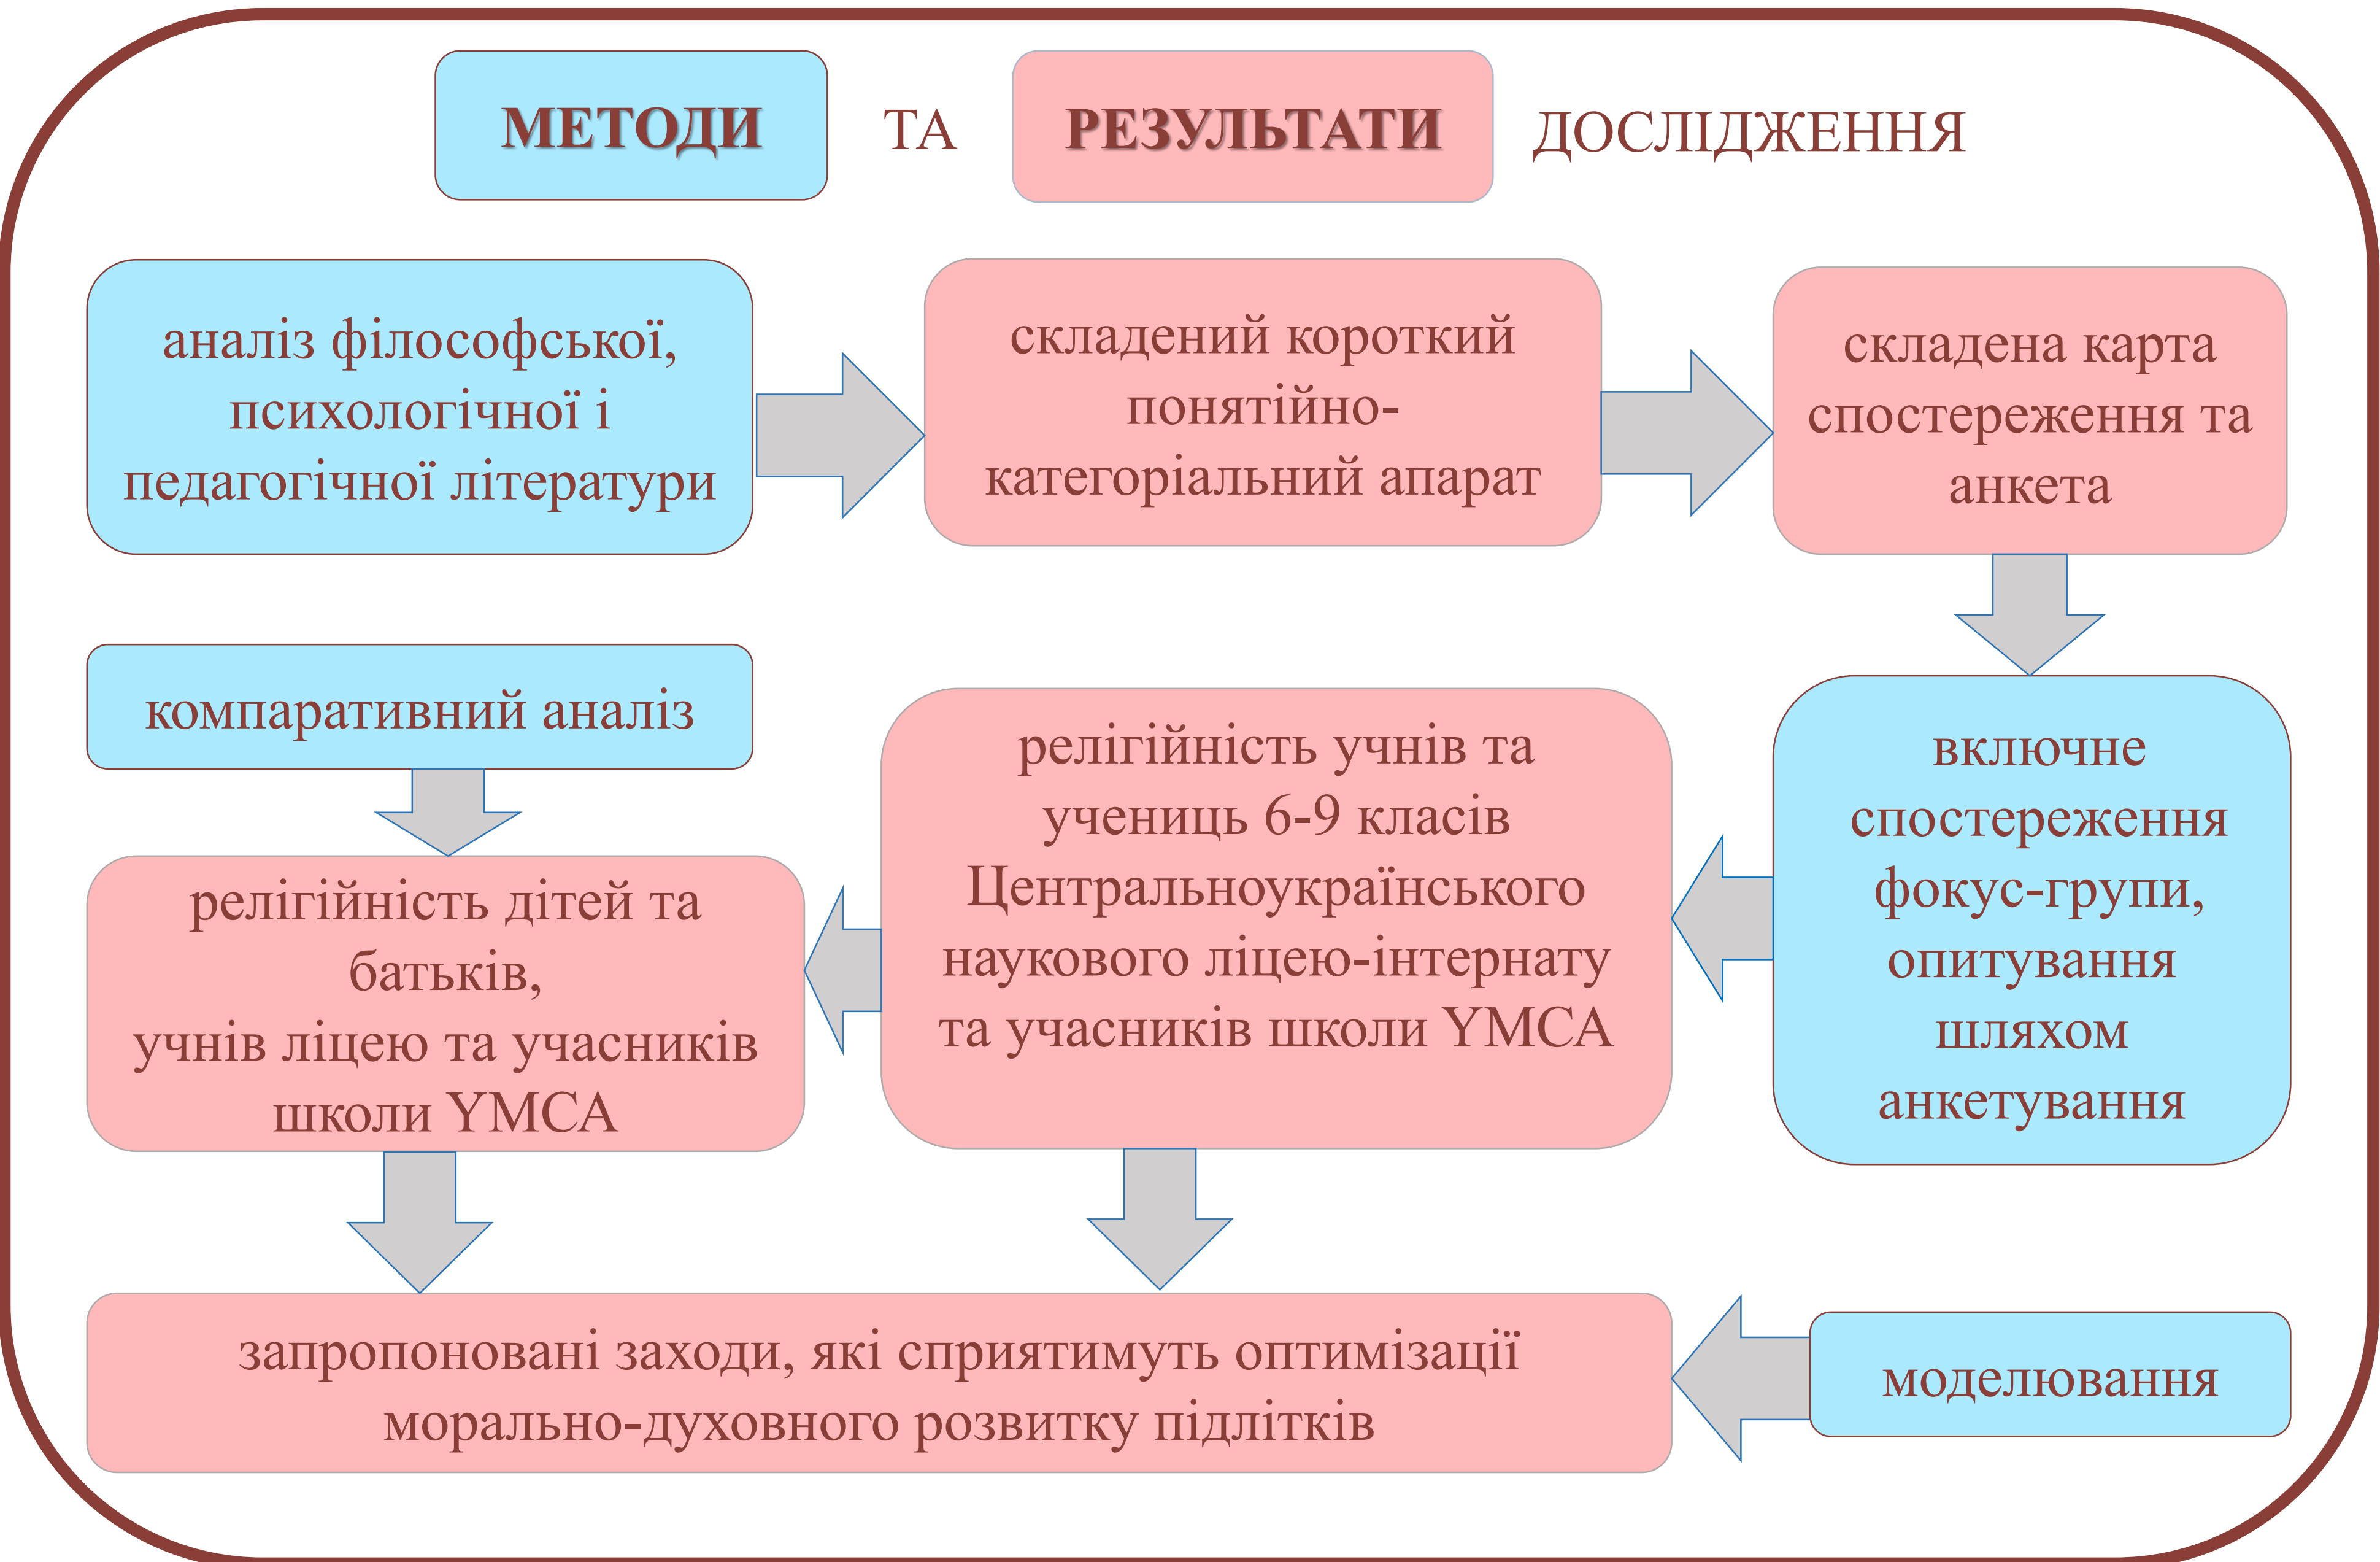 МЕТОДИ ТА РЕЗУЛЬТАТИ ДОСЛІДЖЕННЯ
аналіз філософської,
психологічної і
педагогічної літератури
складений короткий
понятійно-
категоріальний апарат
складена карта
спостереження та
анкета
включне
спостереження
фокус-групи,
опитування
шляхом
анкетування
релігійність учнів та
учениць 6-9 класів
Центральноукраїнського
наукового ліцею-інтернату
та учасників школи YMCA
компаративний аналіз
релігійність дітей та
батьків,
учнів ліцею та учасників
школи YMCA
запропоновані заходи, які сприятимуть оптимізації
морально-духовного розвитку підлітків
моделювання